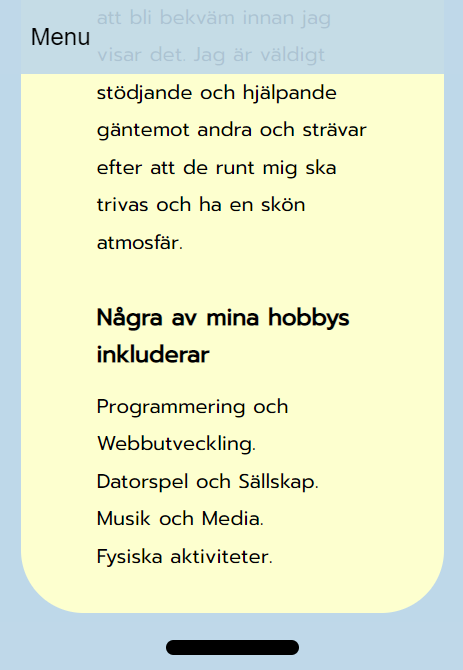 att bli bekväm innan jag
Menu
visar det. Jag är väldigt
stödjande och hjälpande
gäntemot andra och strävar
efter att de runt mig ska
trivas och ha en skön
atmosfär.
Några av mina hobbys
inkluderar
Programmering och
Webbutveckling.
Datorspel och Sällskap.
Musik och Media.
Fysiska aktiviteter.